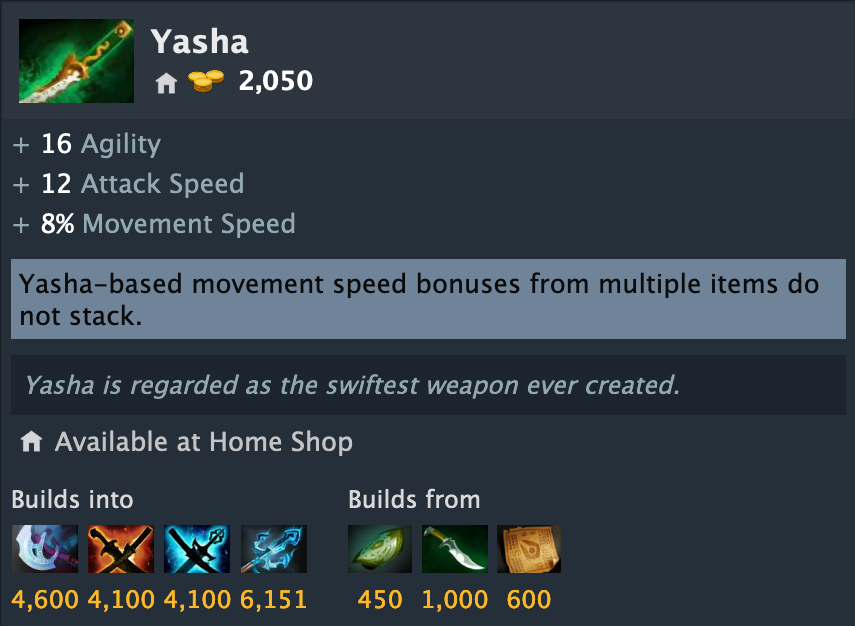 Yasha
2,050
+ 16 Agility
+ 12 Attack Speed
+ 8% Movement Speed
Yasha-based movement speed bonuses from multiple items do
not stack.
Yasha is regarded as the swiftest weapon ever created.
Available at Home Shop
Builds into Builds from
4,600 4,100 4,100 6,151 450 1,000 600